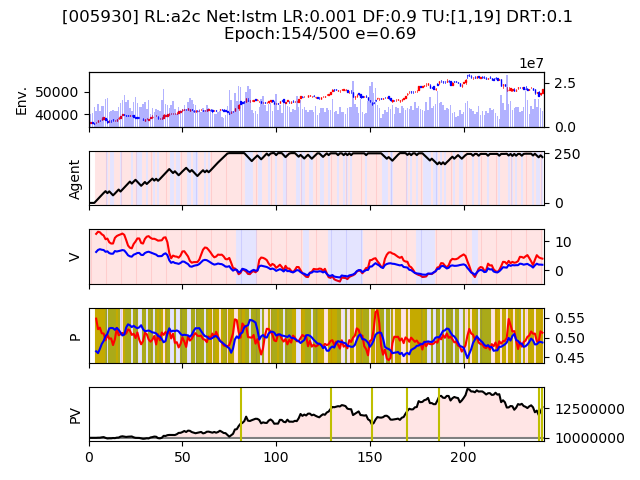 [005930] RL:a2c Net:lstm LR:0.001 DF:0.9 TU:[1,19] DRT:0.1
Epoch:154/500 e=0.69
1e7
Env.
50000
40000
2.5
0.0
Agent
250
0
V
10
0
P
0.55
0.50
0.45
PV
12500000
10000000
0 50 100 150 200